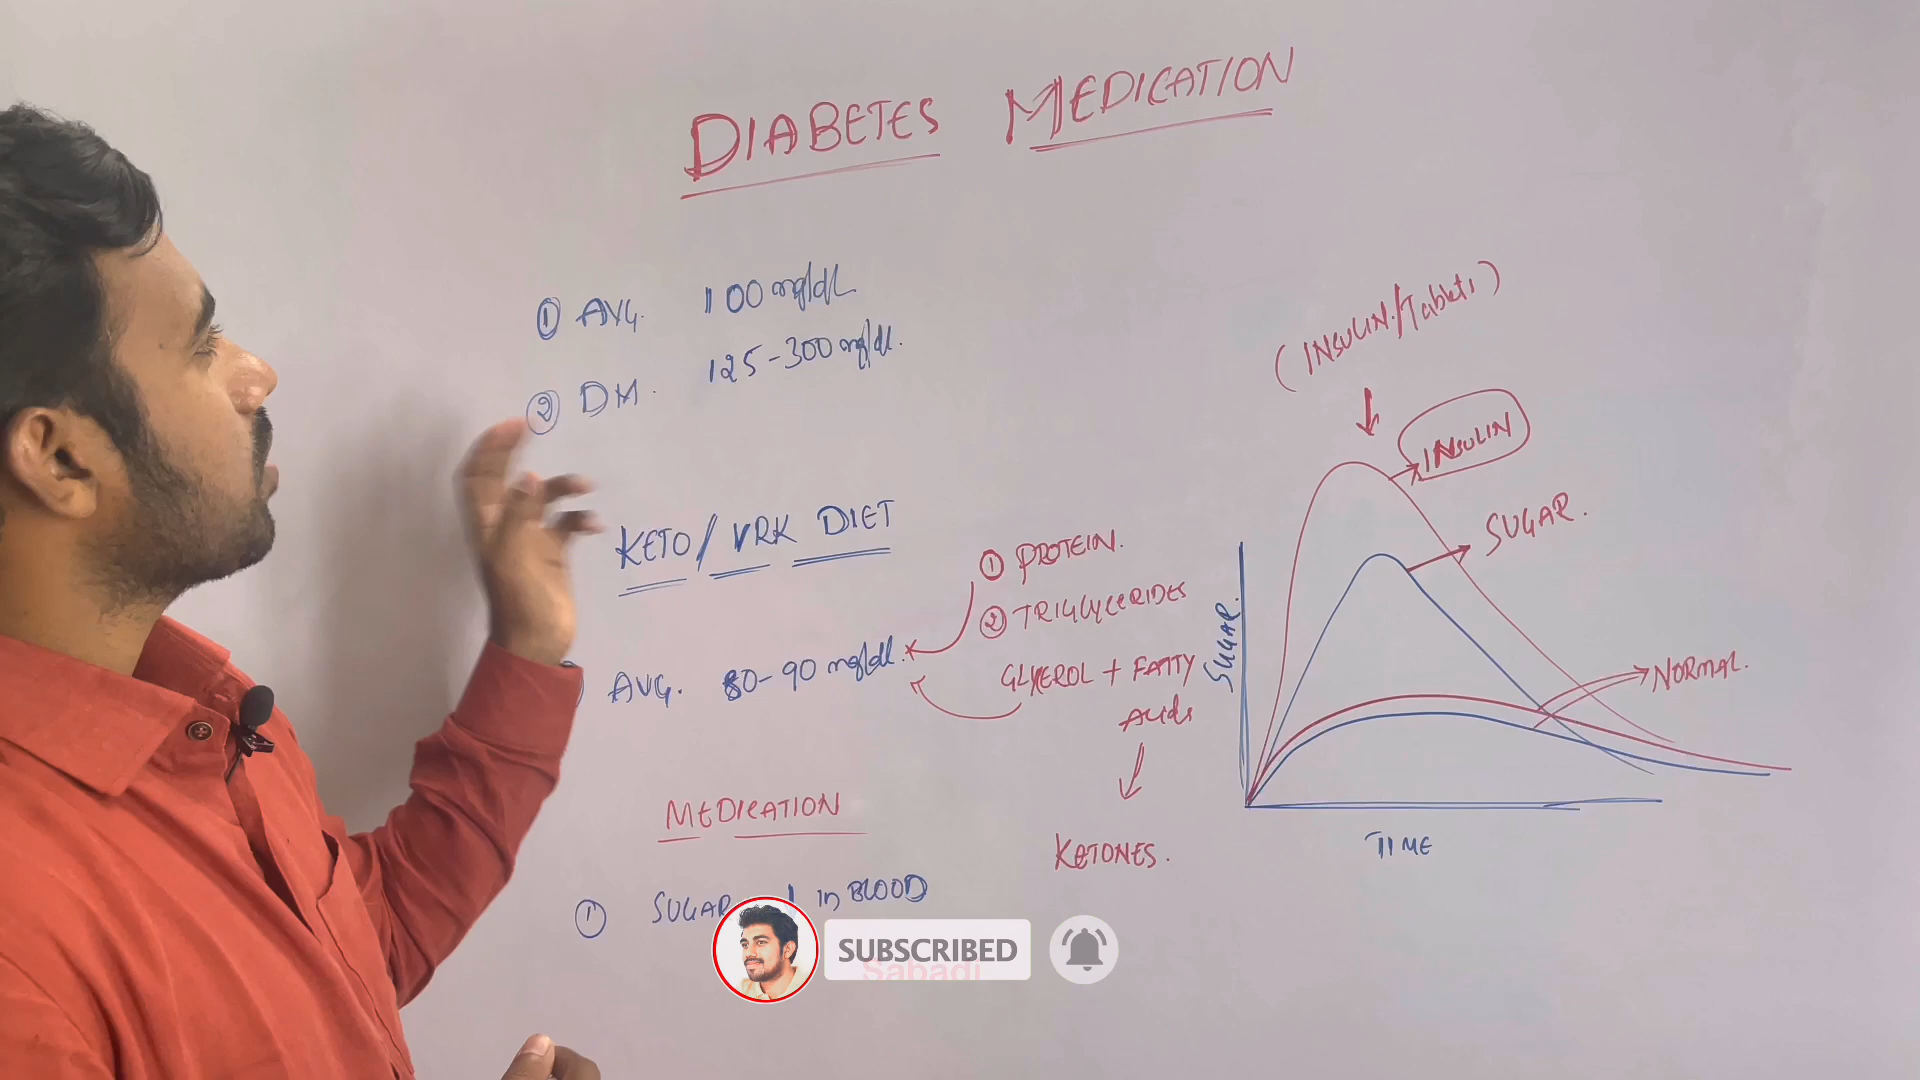 DIABETES MEDICATION
① AVG. 100 mg/dL
② DM. 125-300 mg/dl.
KETO/VRK DIET
AVG. 80-90 mg/dl.
① PROTEIN.
② TRIGLYCERIDES
GLYEROL + FATTY
Acids
KETONES.
MEDICATION
① SUGAR in BLOOD
SUBSCRIBED
Sabadi
(INSULIN/Tablets)
INSULIN
SUGAR.
NORMAL.
SUGAR.
TIME